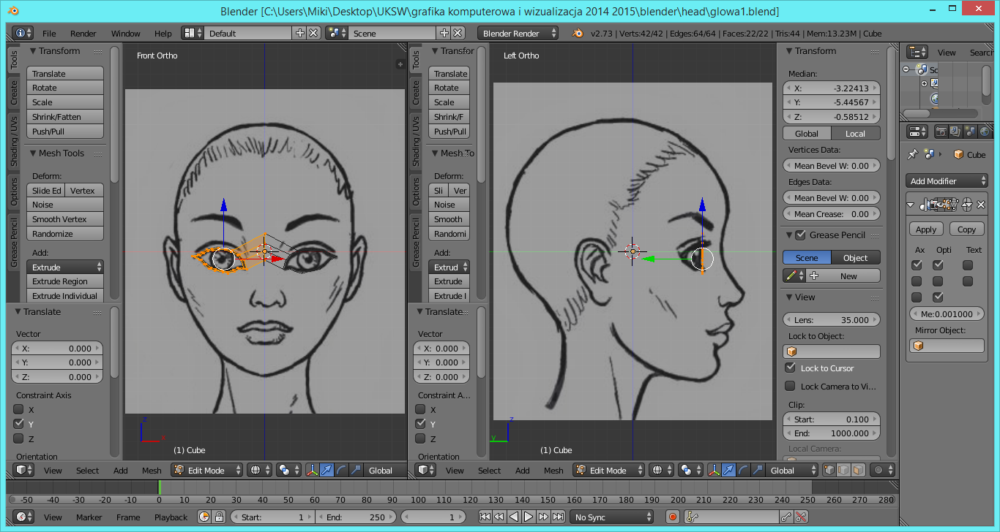 Blender [C:\Users\Miki\Desktop\UKSW\grafika komputerowa i wizualizacja 2014 2015\blender\head\glowa1.blend]
File Render Window Help Default Scene Blender Render v2.73 | Verts:42/42 | Edges:64/64 | Faces:22/22 | Tris:44 | Mem:13.23M | Cube
Tools
Create
Shading / UVs
Options
Grease Pencil
Transform
Translate
Rotate
Scale
Shrink/Fatten
Push/Pull
Mesh Tools
Deform:
Slide Ed Vertex
Noise
Smooth Vertex
Randomize
Add:
Extrude
Extrude Region
Extrude Individual
Translate
Vector
X: 0.000
Y: 0.000
Z: 0.000
Constraint Axis
X
Y
Z
Orientation
Front Ortho
z
x
(1) Cube
View Select Add Mesh Edit Mode Global
Tools
Create
Shading / UVs
Options
Grease Pencil
Transfor
Translate
Rotate
Scale
Shrink/F
Push/Pull
Mesh To
Deform:
Sli Ver
Noise
Smooth
Randomi
Add:
Extrud
Extrude
Extrude I
Translate
Vector
X: 0.000
Y: 0.000
Z: 0.000
Constraint A...
X
Y
Z
Orientation
Left Ortho
z
y
(1) Cube
View Select Add Mesh Edit Mode Global
Transform
Median:
X: -3.22413
Y: -5.44567
Z: -0.58512
Global Local
Vertices Data:
Mean Bevel W: 0.00
Edges Data:
Mean Bevel W: 0.00
Mean Crease: 0.00
Grease Pencil
Scene Object
New
View
Lens: 35.000
Lock to Object:
Lock to Cursor
Lock Camera to Vi...
Clip:
Start: 0.100
End: 1000.000
Local Camera:
View Search
Sc
Cube
Add Modifier
Apply Copy
Ax Opti Text
Me:0.001000
Mirror Object:
-50 -40 -30 -20 -10 0 10 20 30 40 50 60 70 80 90 100 110 120 130 140 150 160 170 180 190 200 210 220 230 240 250 260 270 280
View Marker Frame Playback Start: 1 End: 250 1 No Sync